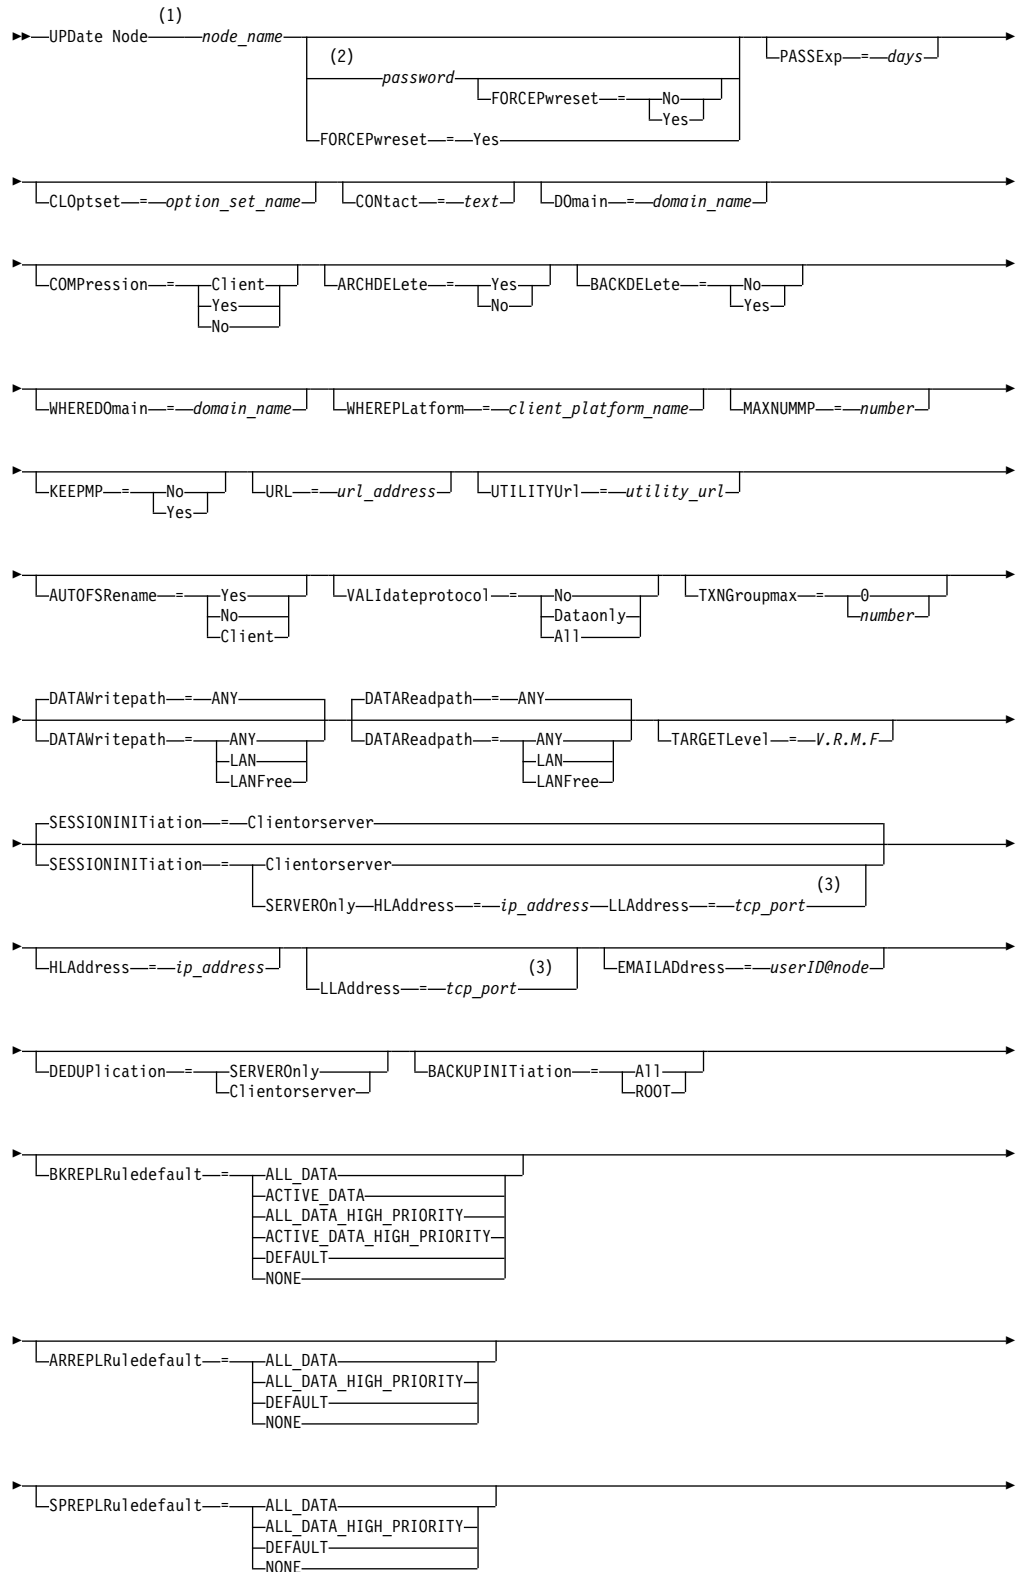 (1)
UPDate Node node_name
(2)
password PASSExp = days
FORCEPwreset = No
Yes
FORCEPwreset = Yes
CLOptset = option_set_name CONtact = text DOmain = domain_name
COMPression = Client ARCHDELete = Yes BACKDELete = No
Yes No Yes
No
WHEREDOmain = domain_name WHEREPLatform = client_platform_name MAXNUMMP = number
KEEPMP = No URL = url_address UTILITYUrl = utility_url
Yes
AUTOFSRename = Yes VALIdateprotocol = No TXNGroupmax = 0
No Dataonly number
Client All
DATAWritepath = ANY DATAReadpath = ANY
DATAWritepath = ANY DATAReadpath = ANY TARGETLevel = V.R.M.F
LAN LAN
LANFree LANFree
SESSIONINITiation = Clientorserver
SESSIONINITiation = Clientorserver
(3)
SERVEROnly HLAddress = ip_address LLAddress = tcp_port
HLAddress = ip_address (3) EMAILADdress = userID@node
LLAddress = tcp_port
DEDUPlication = SERVEROnly BACKUPINITiation = All
Clientorserver ROOT
BKREPLRuledefault = ALL_DATA
ACTIVE_DATA
ALL_DATA_HIGH_PRIORITY
ACTIVE_DATA_HIGH_PRIORITY
DEFAULT
NONE
ARREPLRuledefault = ALL_DATA
ALL_DATA_HIGH_PRIORITY
DEFAULT
NONE
SPREPLRuledefault = ALL_DATA
ALL_DATA_HIGH_PRIORITY
DEFAULT
NONE